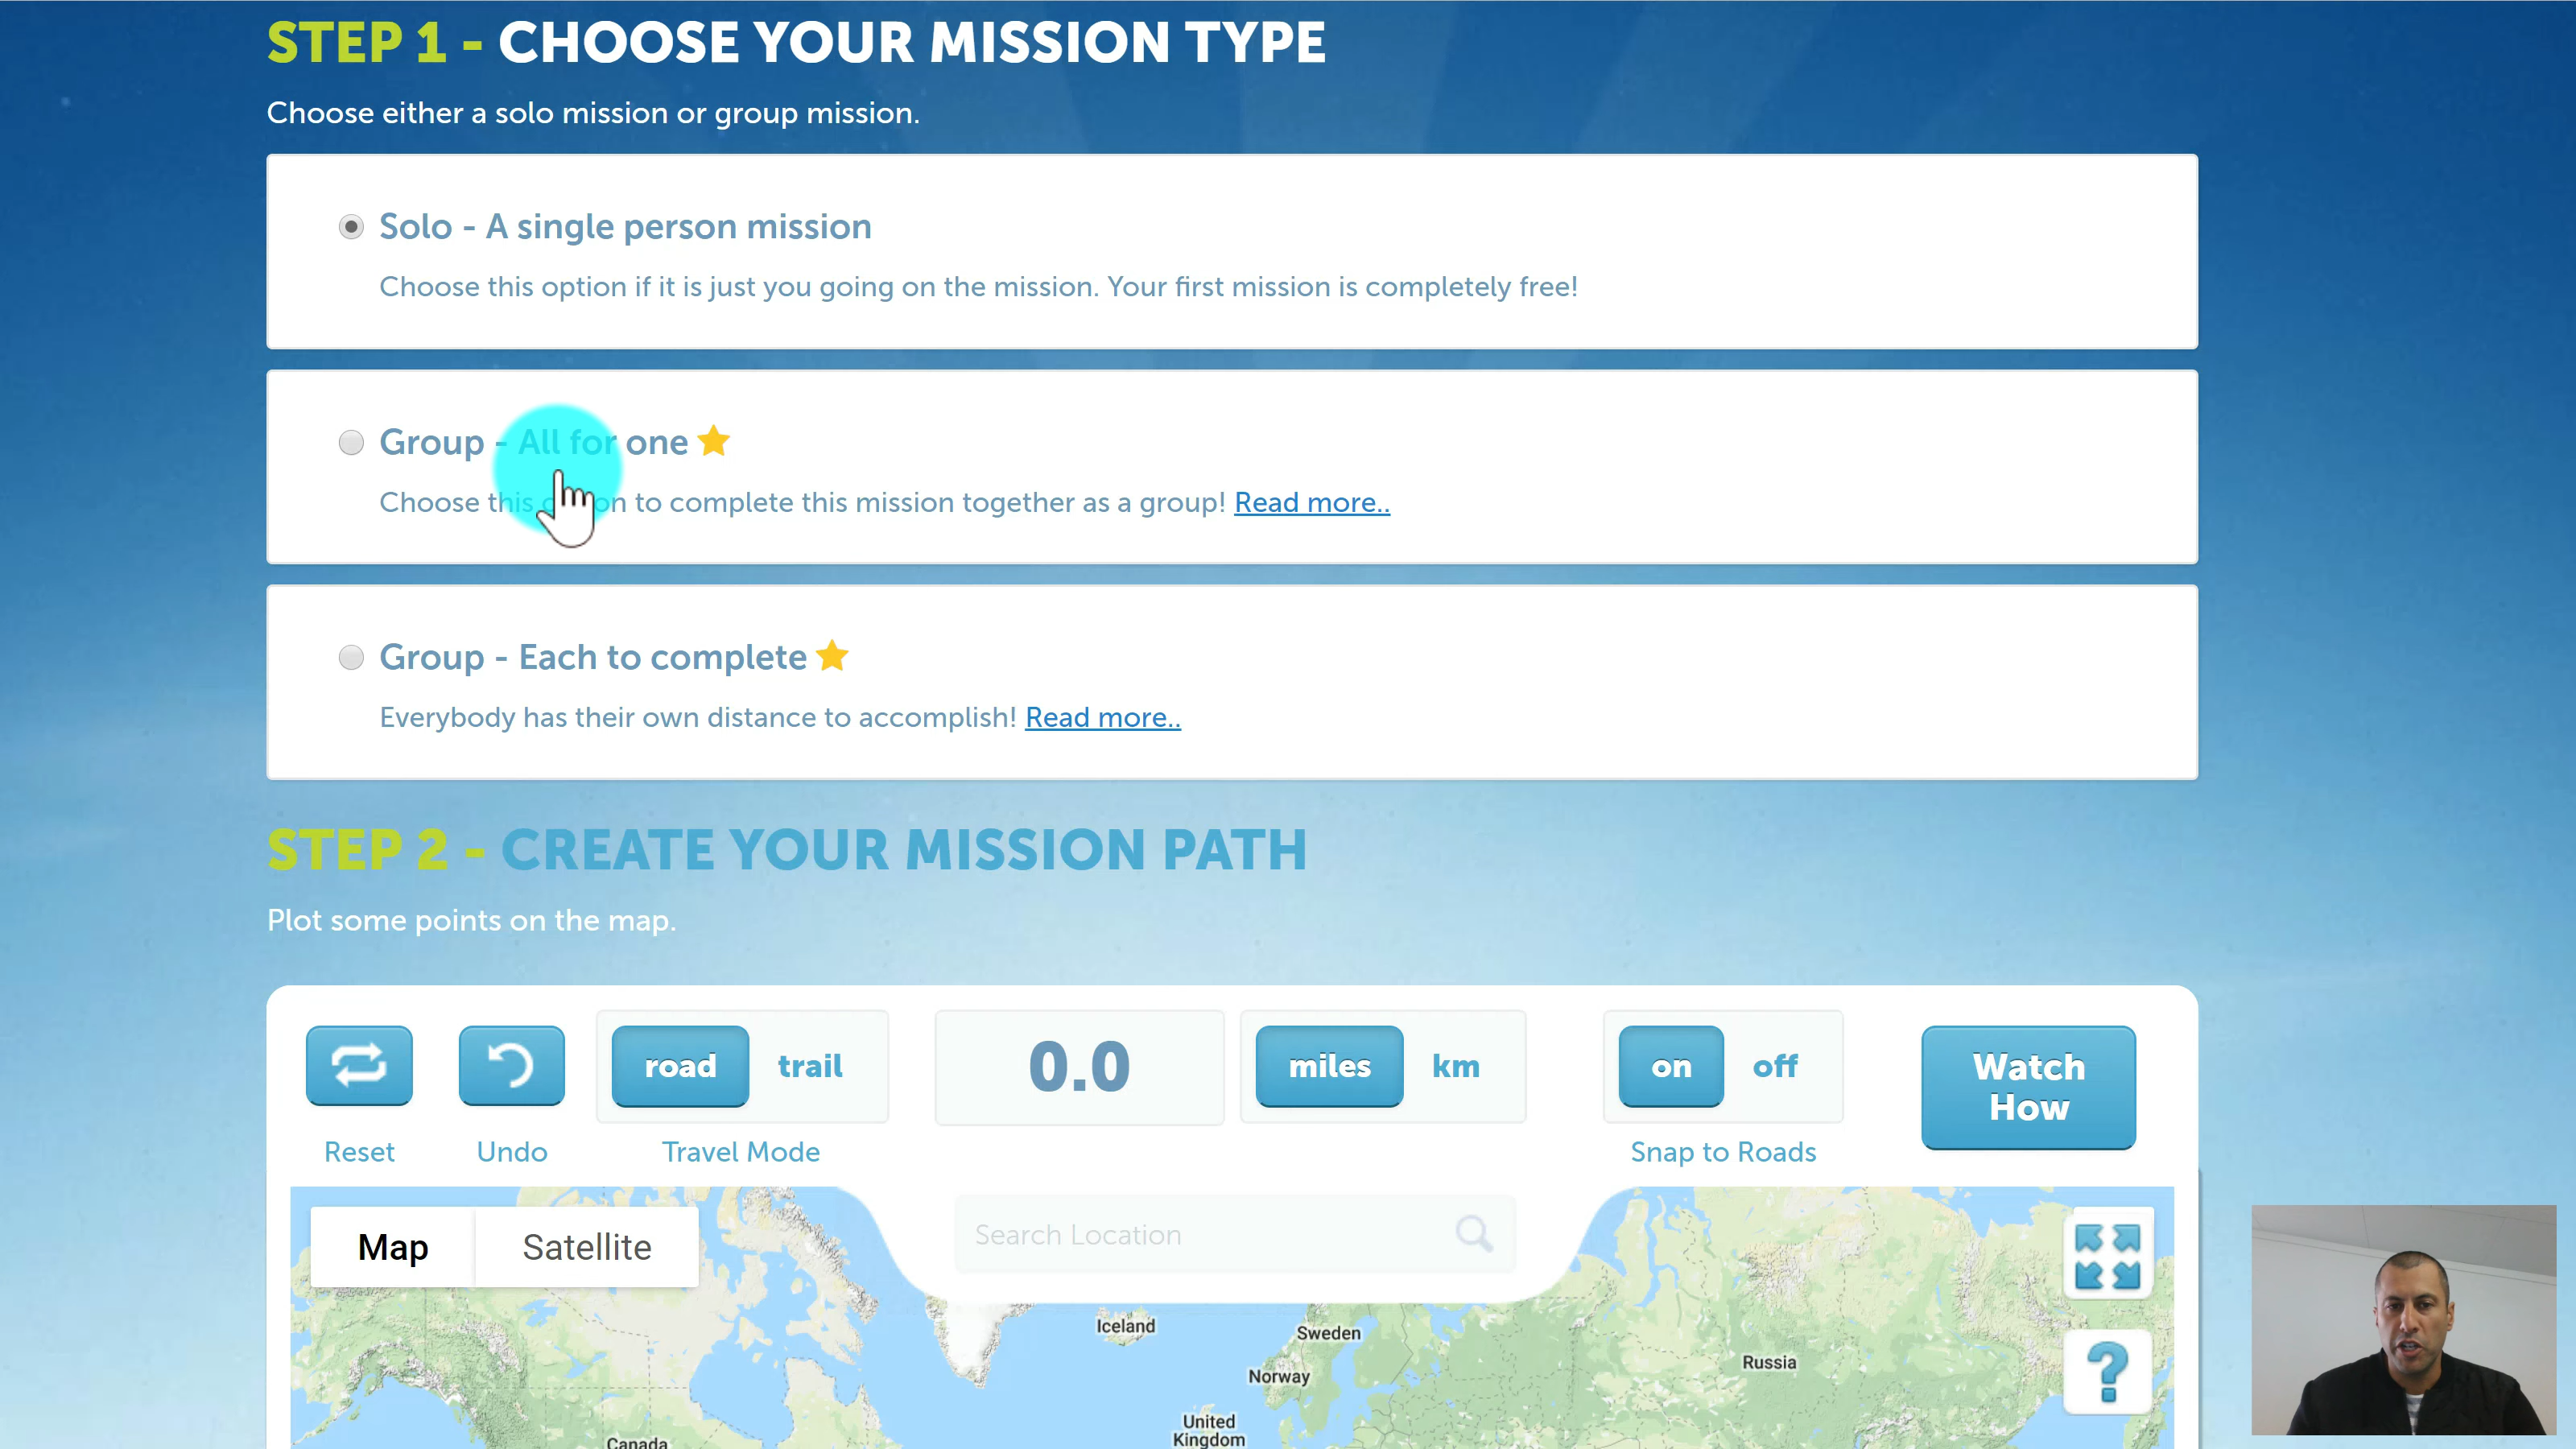 STEP 1 - CHOOSE YOUR MISSION TYPE
Choose either a solo mission or group mission.
Solo - A single person mission
Choose this option if it is just you going on the mission. Your first mission is completely free!
Group - All for one
Choose this option to complete this mission together as a group! Read more..
Group - Each to complete
Everybody has their own distance to accomplish! Read more..
STEP 2 - CREATE YOUR MISSION PATH
Plot some points on the map.
road trail 0.0 miles km on off Watch How
Reset Undo Travel Mode Snap to Roads
Map Satellite Search Location
Iceland
Sweden
Norway
Russia
United
Kingdom
Canada